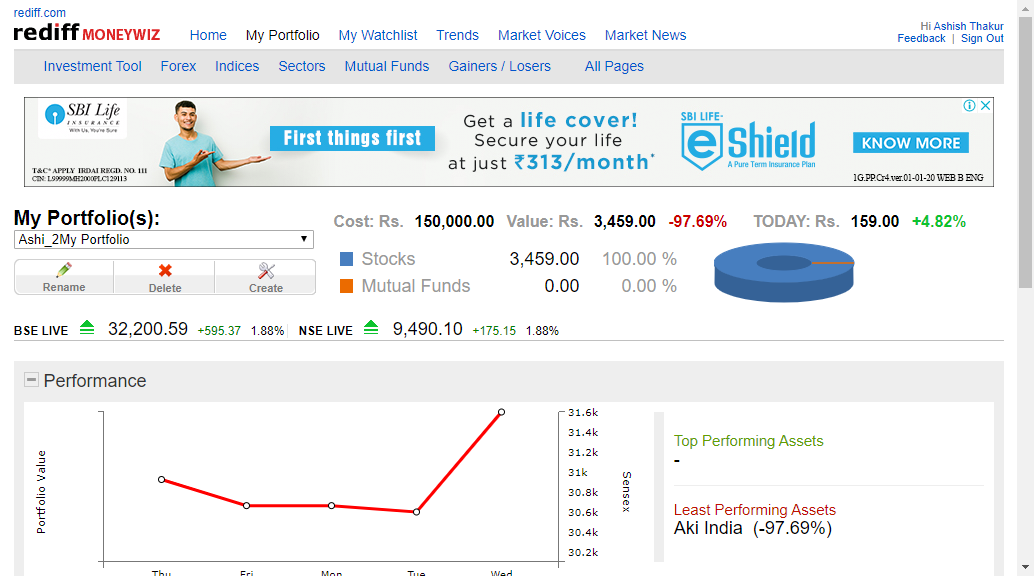 rediff.com
rediff MONEYWIZ
Home My Portfolio My Watchlist Trends Market Voices Market News
Hi Ashish Thakur
Feedback | Sign Out
Investment Tool Forex Indices Sectors Mutual Funds Gainers / Losers All Pages
SBI Life
INSURANCE
With Us, You're Sure
T&C* APPLY IRDAI REGD. NO. 111
CIN: L99999MH2000PLC129113
First things first
Get a life cover!
Secure your life
at just ₹313/month*
SBI LIFE-
eShield
A Pure Term Insurance Plan
KNOW MORE
1G.PP.Cr4.ver.01-01-20 WEB B ENG
My Portfolio(s):
Ashi_2My Portfolio
Rename Delete Create
Cost: Rs. 150,000.00 Value: Rs. 3,459.00 -97.69% TODAY: Rs. 159.00 +4.82%
Stocks 3,459.00 100.00 %
Mutual Funds 0.00 0.00 %
BSE LIVE 32,200.59 +595.37 1.88% NSE LIVE 9,490.10 +175.15 1.88%
Performance
Portfolio Value
31.6k
31.4k
31.2k
31k
30.8k
30.6k
30.4k
30.2k
Sensex
Thu Fri Mon Tue Wed
Top Performing Assets
-
Least Performing Assets
Aki India (-97.69%)